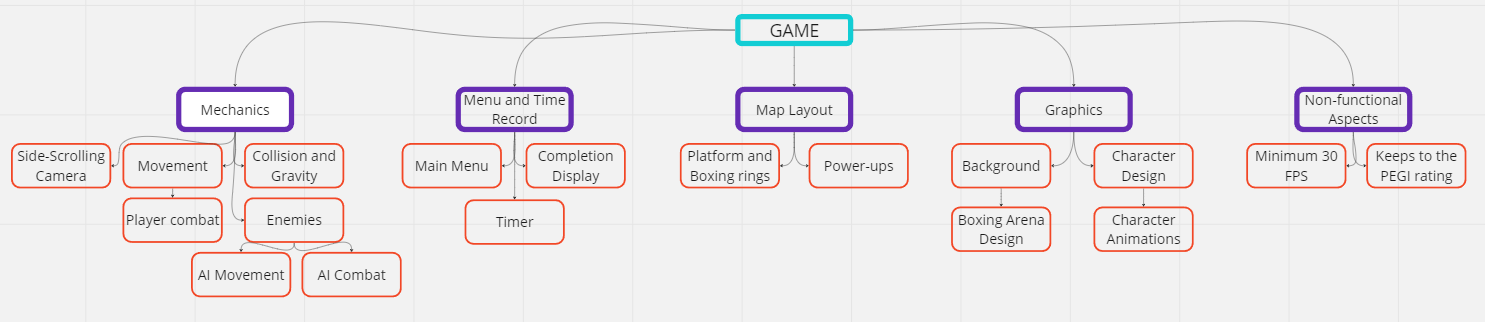 GAME
Mechanics
Menu and Time
Record
Map Layout
Graphics
Non-functional
Aspects
Side-Scrolling
Camera
Movement
Collision and
Gravity
Player combat
Enemies
AI Movement
AI Combat
Main Menu
Completion
Display
Timer
Platform and
Boxing rings
Power-ups
Background
Character
Design
Boxing Arena
Design
Character
Animations
Minimum 30
FPS
Keeps to the
PEGI rating